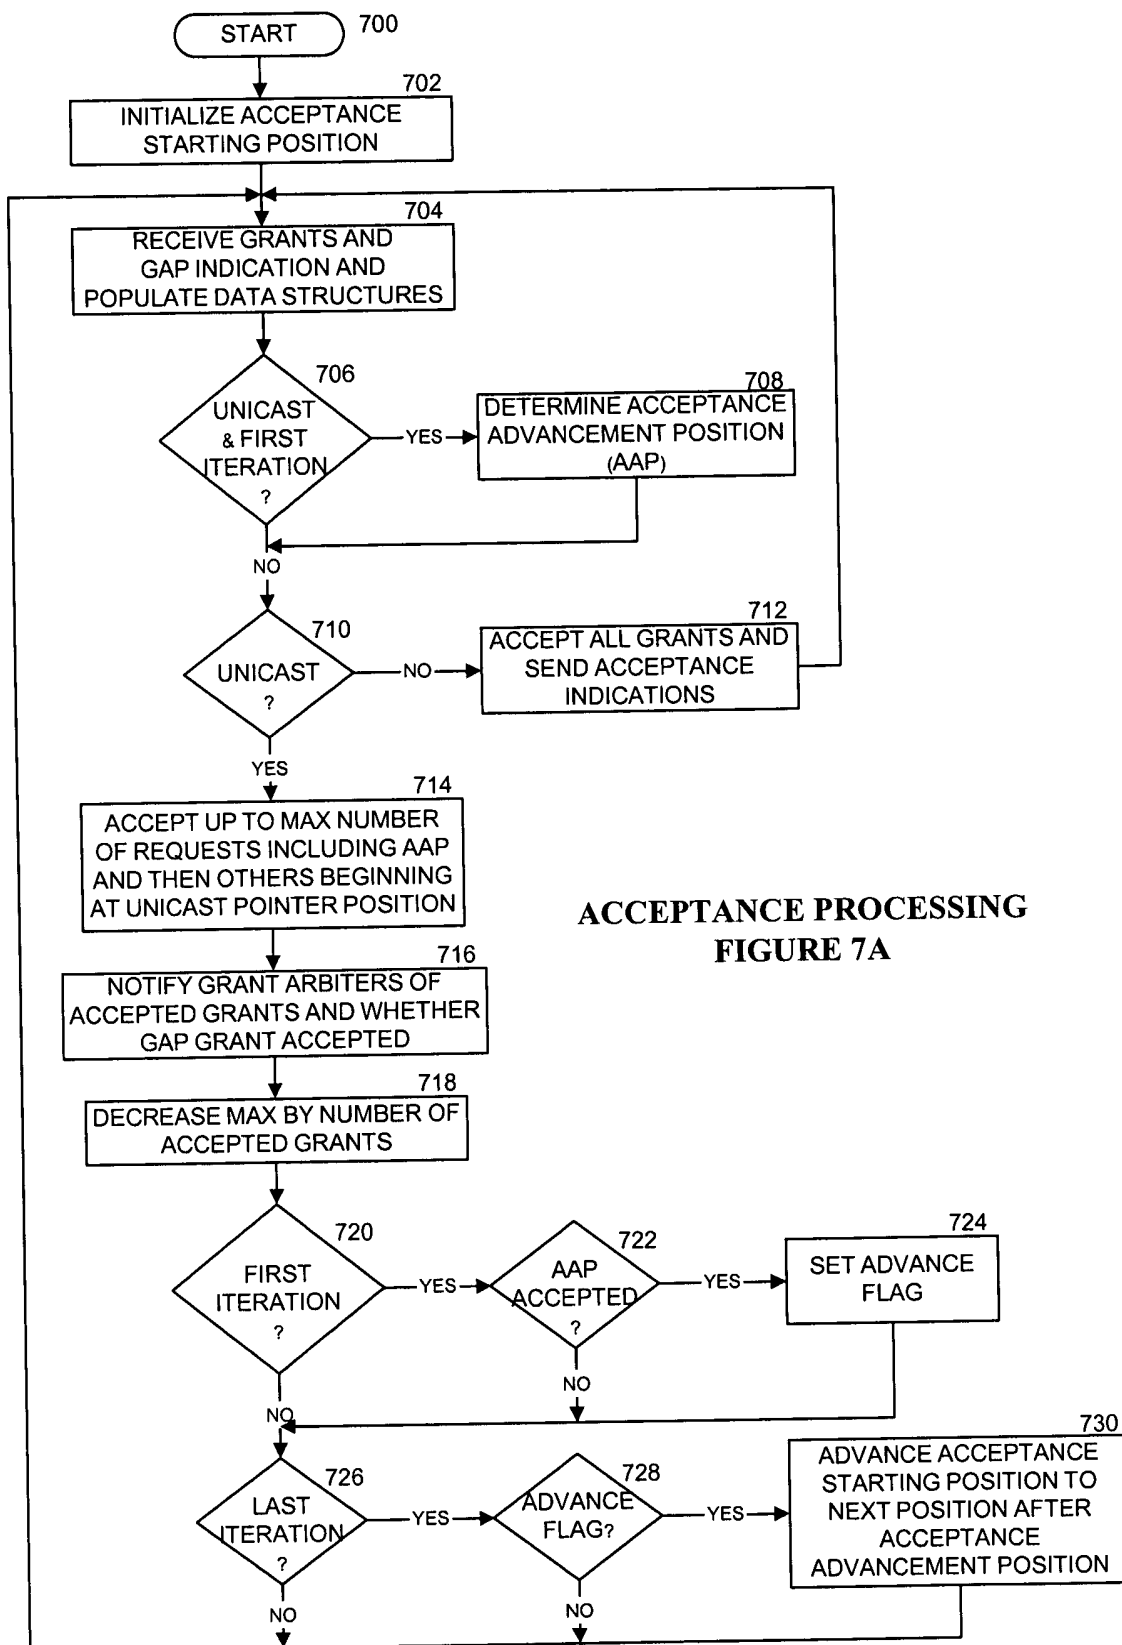 START
700
702
INITIALIZE ACCEPTANCE
STARTING POSITION
704
RECEIVE GRANTS AND
GAP INDICATION AND
POPULATE DATA STRUCTURES
706
UNICAST
& FIRST
ITERATION
?
YES
708
DETERMINE ACCEPTANCE
ADVANCEMENT POSITION
(AAP)
NO
710
UNICAST
?
NO
712
ACCEPT ALL GRANTS AND
SEND ACCEPTANCE
INDICATIONS
YES
714
ACCEPT UP TO MAX NUMBER
OF REQUESTS INCLUDING AAP
AND THEN OTHERS BEGINNING
AT UNICAST POINTER POSITION
ACCEPTANCE PROCESSING
FIGURE 7A
716
NOTIFY GRANT ARBITERS OF
ACCEPTED GRANTS AND WHETHER
GAP GRANT ACCEPTED
718
DECREASE MAX BY NUMBER OF
ACCEPTED GRANTS
720
FIRST
ITERATION
?
YES
722
AAP
ACCEPTED
?
YES
724
SET ADVANCE
FLAG
NO
NO
726
LAST
ITERATION
?
YES
728
ADVANCE
FLAG?
YES
730
ADVANCE ACCEPTANCE
STARTING POSITION TO
NEXT POSITION AFTER
ACCEPTANCE
ADVANCEMENT POSITION
NO
NO